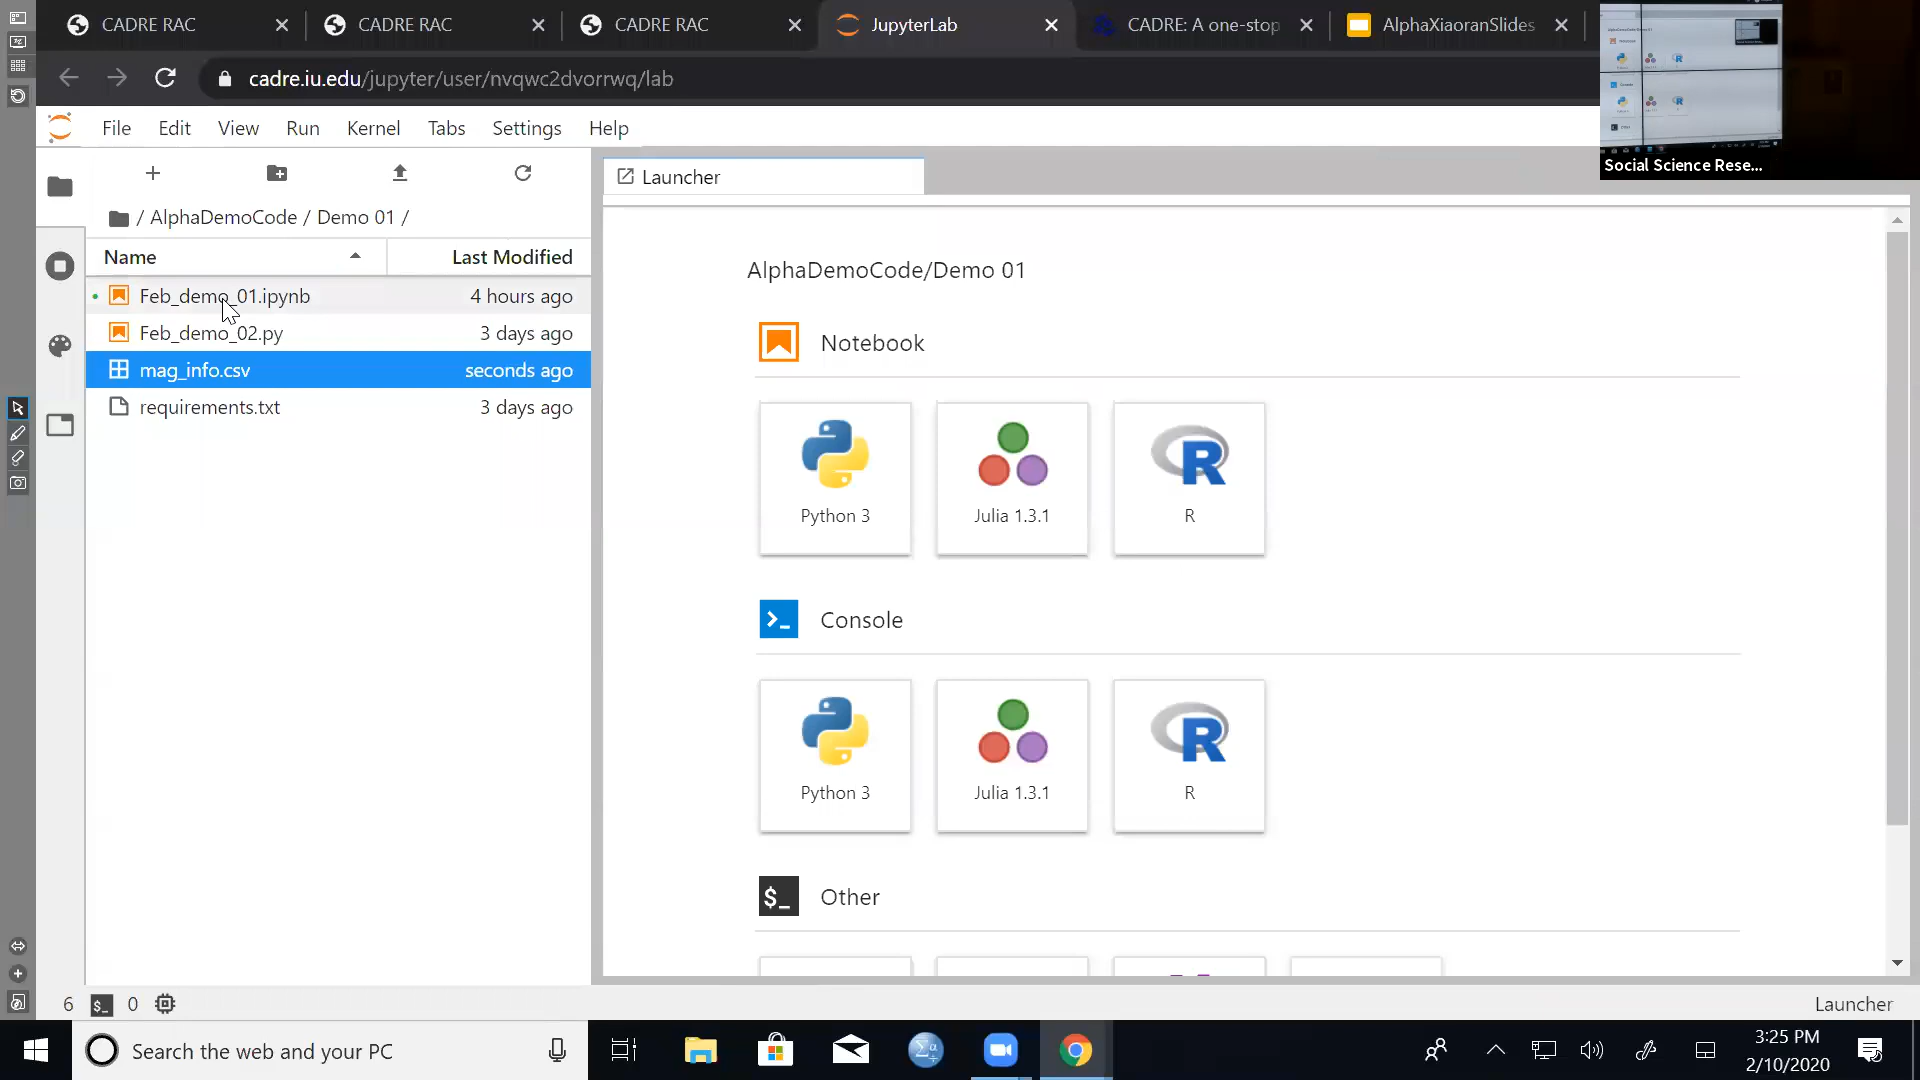 CADRE RAC
CADRE RAC
CADRE RAC
JupyterLab
CADRE: A one-stop
AlphaXiaoranSlides
cadre.iu.edu/jupyter/user/nvqwc2dvorrwq/lab
Social Science Rese...
File Edit View Run Kernel Tabs Settings Help
/ AlphaDemoCode / Demo 01 /
Name Last Modified
Feb_demo_01.ipynb 4 hours ago
Feb_demo_02.py 3 days ago
mag_info.csv seconds ago
requirements.txt 3 days ago
Launcher
AlphaDemoCode/Demo 01
Notebook
Python 3
Julia 1.3.1
R
Console
Python 3
Julia 1.3.1
R
$_ Other
6 $_ 0
Launcher
Search the web and your PC
3:25 PM
2/10/2020